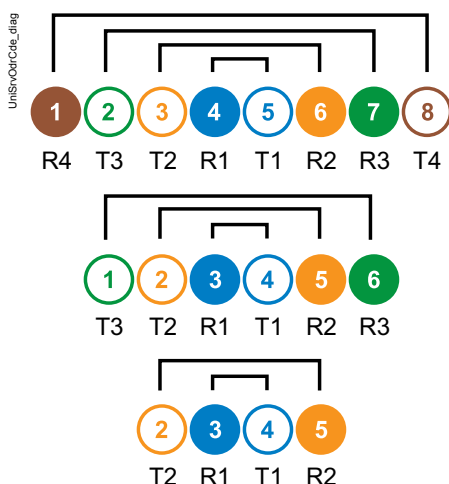 UniSrvOdrCde_diag
1 2 3 4 5 6 7 8
R4 T3 T2 R1 T1 R2 R3 T4
1 2 3 4 5 6
T3 T2 R1 T1 R2 R3
2 3 4 5
T2 R1 T1 R2